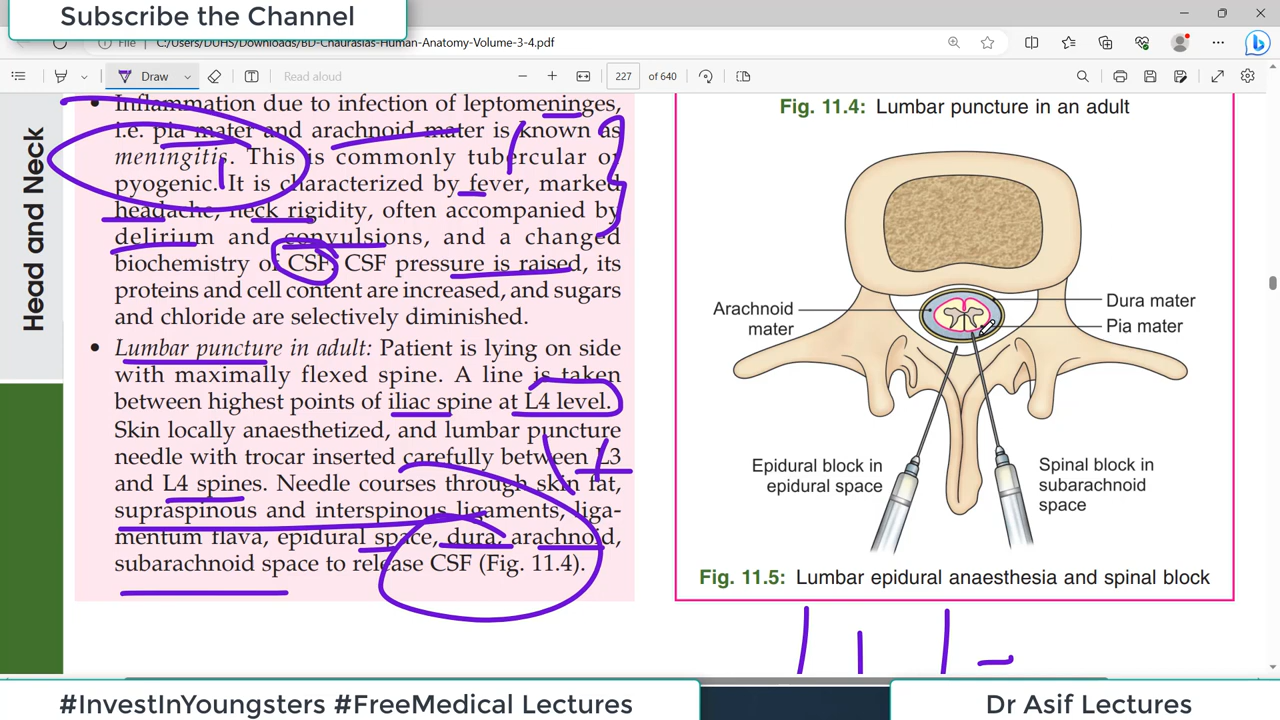 Subscribe the Channel
File
C:/Users/DUHS/Downloads/BD-Chaurasias-Human-Anatomy-Volume-3-4.pdf
Draw
Read aloud
227
of 640
Head and Neck
• Inflammation due to infection of leptomeninges,
i.e. pia mater and arachnoid mater is known as
meningitis. This is commonly tubercular or
pyogenic. It is characterized by fever, marked
headache, neck rigidity, often accompanied by
delirium and convulsions, and a changed
biochemistry of CSF. CSF pressure is raised, its
proteins and cell content are increased, and sugars
and chloride are selectively diminished.
• Lumbar puncture in adult: Patient is lying on side
with maximally flexed spine. A line is taken
between highest points of iliac spine at L4 level.
Skin locally anaesthetized, and lumbar puncture
needle with trocar inserted carefully between L3
and L4 spines. Needle courses through skin fat,
supraspinous and interspinous ligaments, liga-
mentum flava, epidural space, dura, arachnoid,
subarachnoid space to release CSF (Fig. 11.4).
Fig. 11.4: Lumbar puncture in an adult
Arachnoid
mater
Dura mater
Pia mater
Epidural block in
epidural space
Spinal block in
subarachnoid
space
Fig. 11.5: Lumbar epidural anaesthesia and spinal block
#InvestInYoungsters #FreeMedical Lectures
Dr Asif Lectures